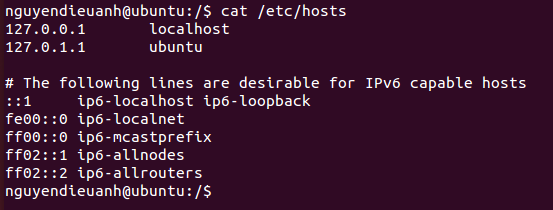 nguyendieuanh@ubuntu:/$ cat /etc/hosts
127.0.0.1       localhost
127.0.1.1       ubuntu
# The following lines are desirable for IPv6 capable hosts
::1     ip6-localhost ip6-loopback
fe00::0 ip6-localnet
ff00::0 ip6-mcastprefix
ff02::1 ip6-allnodes
ff02::2 ip6-allrouters
nguyendieuanh@ubuntu:/$